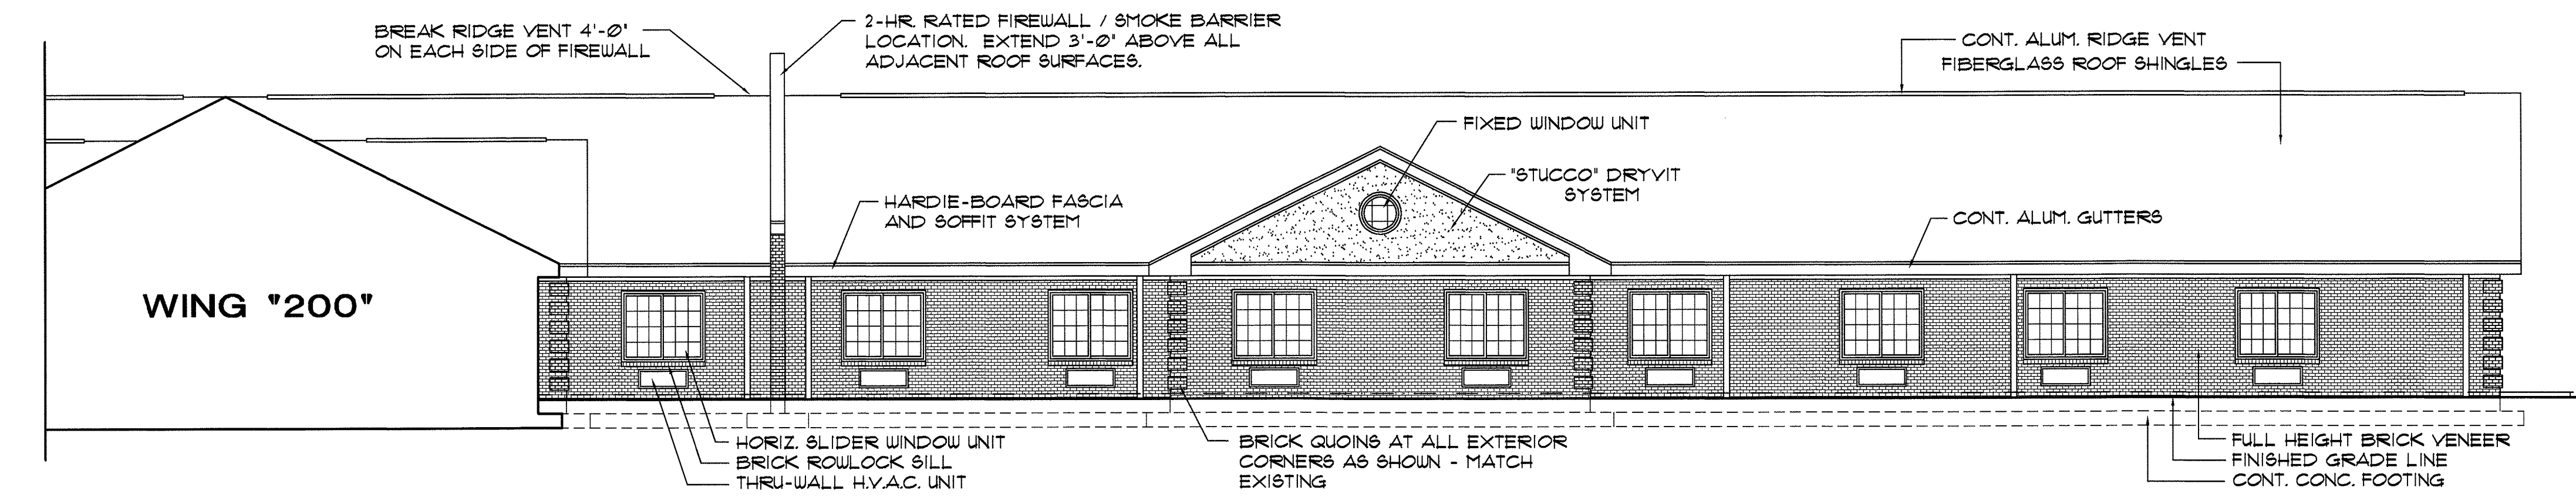 BREAK RIDGE VENT 4'-0"
ON EACH SIDE OF FIREWALL
2-HR. RATED FIREWALL / SMOKE BARRIER
LOCATION. EXTEND 3'-0" ABOVE ALL
ADJACENT ROOF SURFACES.
CONT. ALUM. RIDGE VENT
FIBERGLASS ROOF SHINGLES
FIXED WINDOW UNIT
"STUCCO" DRYVIT
SYSTEM
HARDIE-BOARD FASCIA
AND SOFFIT SYSTEM
CONT. ALUM. GUTTERS
WING "200"
HORIZ. SLIDER WINDOW UNIT
BRICK ROWLOCK SILL
THRU-WALL H.V.A.C. UNIT
BRICK QUOINS AT ALL EXTERIOR
CORNERS AS SHOWN - MATCH
EXISTING
FULL HEIGHT BRICK VENEER
FINISHED GRADE LINE
CONT. CONC. FOOTING